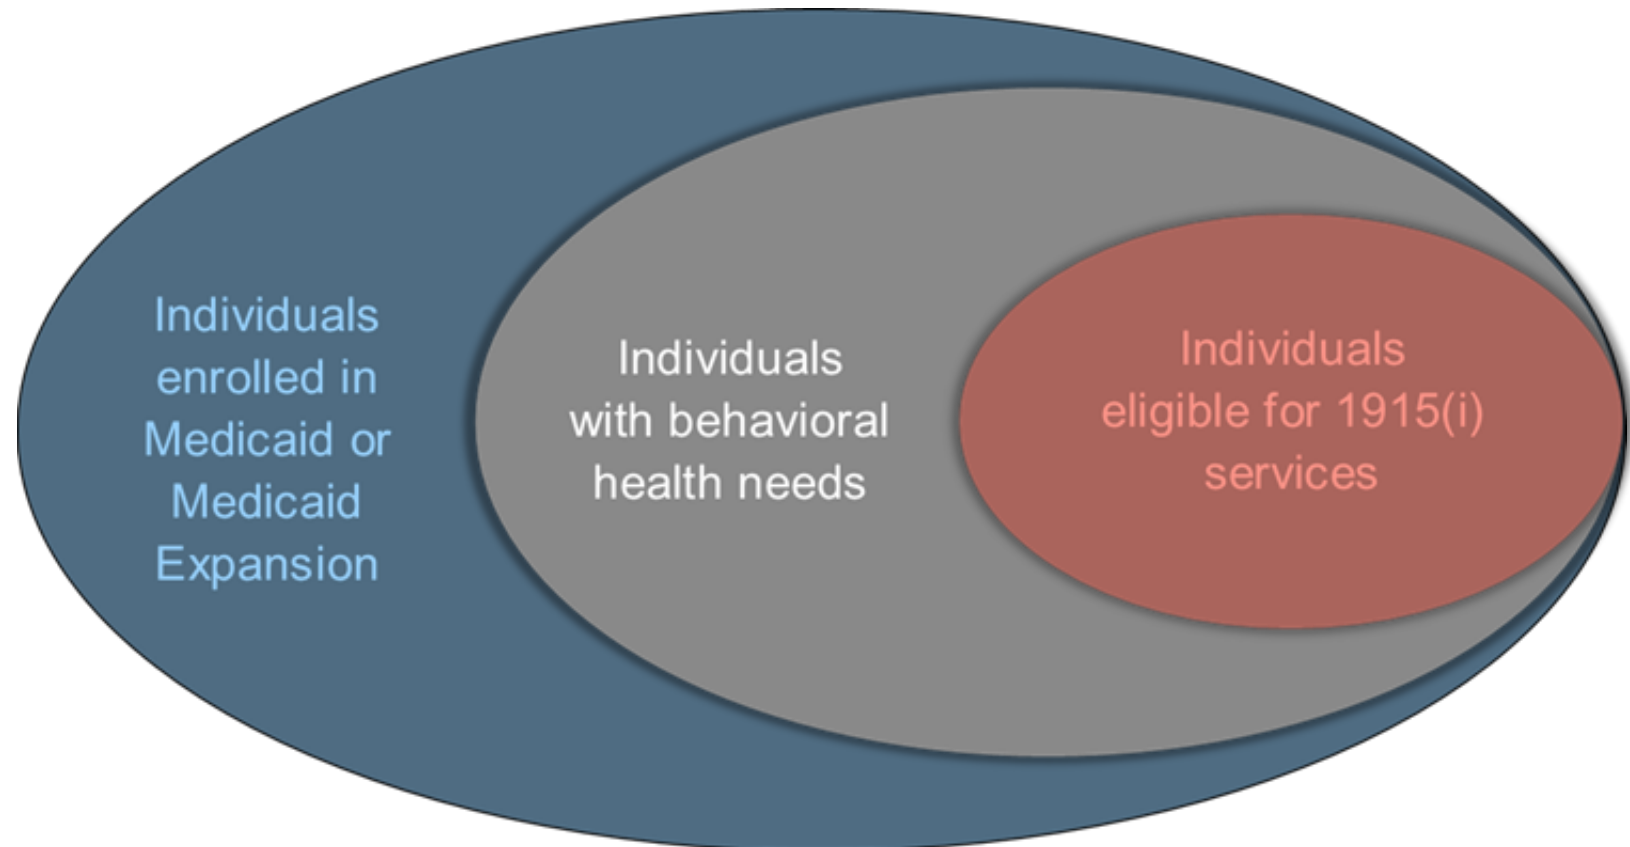 Individuals
enrolled in
Medicaid or
Medicaid
Expansion
Individuals
with behavioral
health needs
Individuals
eligible for 1915(i)
services